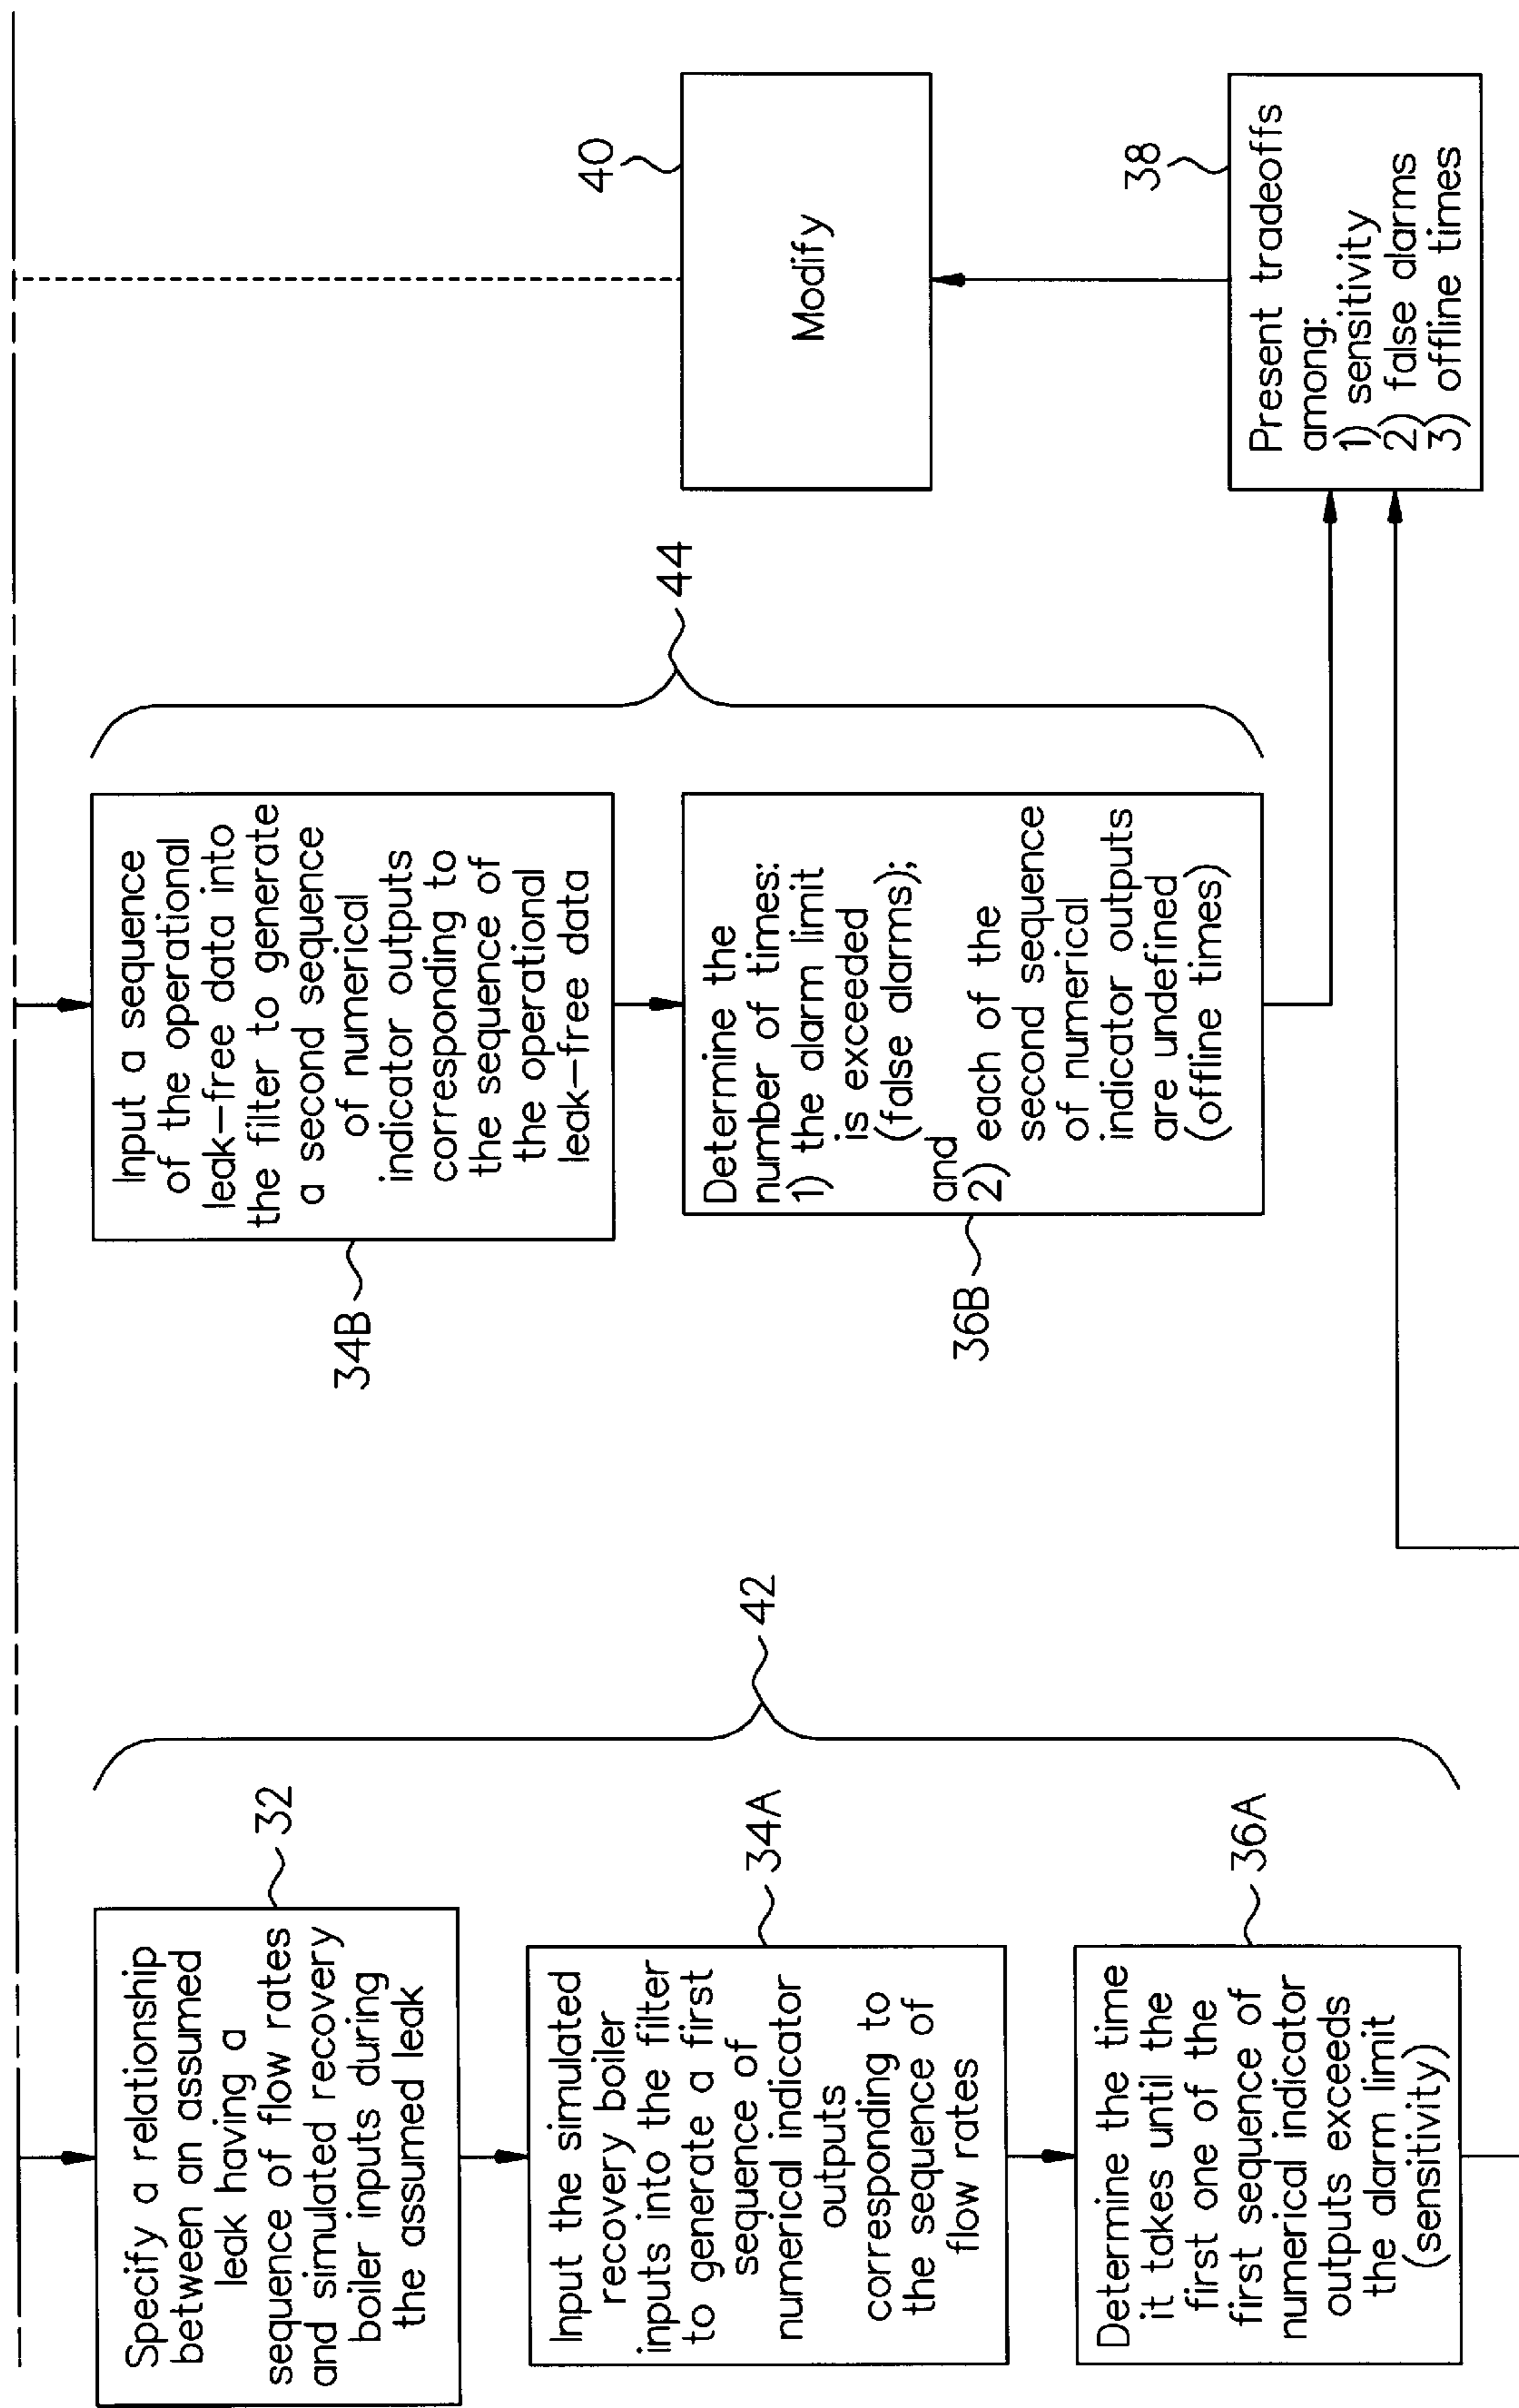 Specify a relationship
between an assumed
leak having a
sequence of flow rates
and simulated recovery
boiler inputs during
the assumed leak
32
Input the simulated
recovery boiler
inputs into the filter
to generate a first
sequence of
numerical indicator
outputs
corresponding to
the sequence of
flow rates
34A
Determine the time
it takes until the
first one of the
first sequence of
numerical indicator
outputs exceeds
the alarm limit
(sensitivity)
36A
42
Input a sequence
of the operational
leak-free data into
the filter to generate
a second sequence
of numerical
indicator outputs
corresponding to
the sequence of
the operational
leak-free data
34B
Determine the
number of times:
1) the alarm limit
is exceeded
(false alarms);
and
2) each of the
second sequence
of numerical
indicator outputs
are undefined
(offline times)
36B
44
Modify
40
Present tradeoffs
among:
1) sensitivity
2) false alarms
3) offline times
38